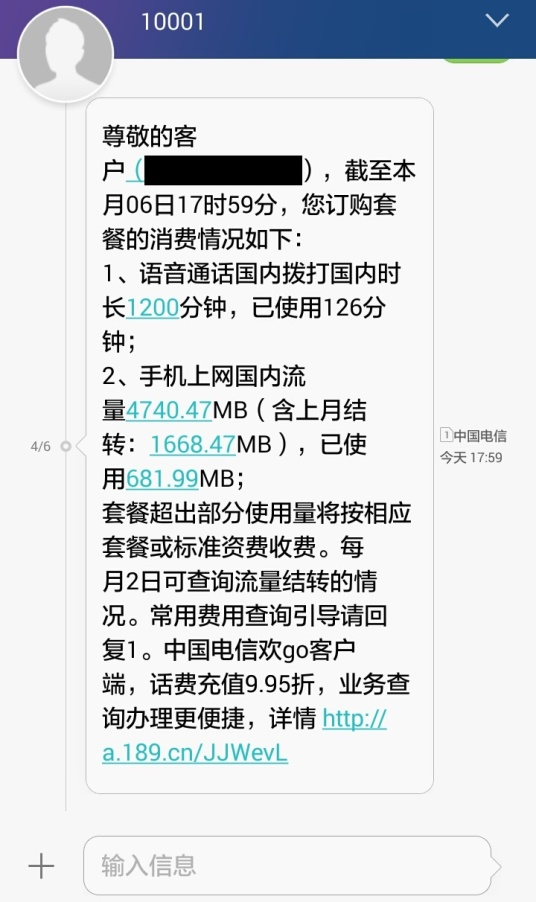 10001
尊敬的客
户（），截至本
月06日17时59分，您订购套
餐的消费情况如下：
1、语音通话国内拨打国内时
长1200分钟，已使用126分
钟；
2、手机上网国内流
量4740.47MB（含上月结
转：1668.47MB），已使
用681.99MB；
套餐超出部分使用量将按相应
套餐或标准资费收费。每
月2日可查询流量结转的情
况。常用费用查询引导请回
复1。中国电信欢go客户
端，话费充值9.95折，业务查
询办理更便捷，详情 http://
a.189.cn/JJWevL
4/6
1中国电信
今天 17:59
输入信息